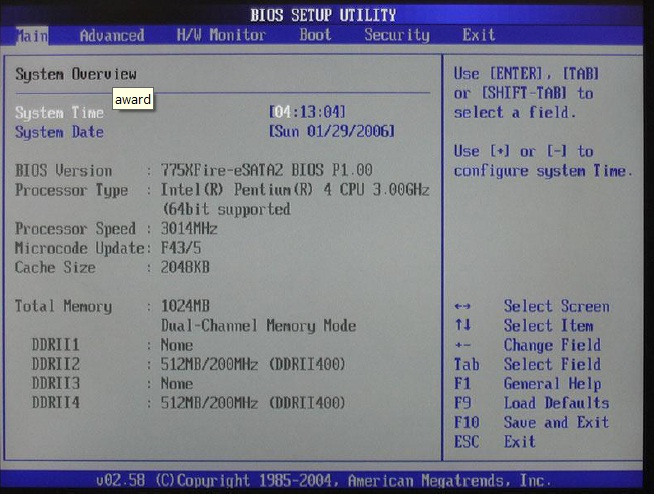 BIOS SETUP UTILITY
Main Advanced H/W Monitor Boot Security Exit
System Overview
award
System Time [04:13:04]
System Date [Sun 01/29/2006]
BIOS Version : 775XFire-eSATA2 BIOS P1.00
Processor Type : Intel(R) Pentium(R) 4 CPU 3.00GHz
(64bit supported
Processor Speed : 3014MHz
Microcode Update: F43/5
Cache Size : 2048KB
Total Memory : 1024MB
Dual-Channel Memory Mode
DDRII1 : None
DDRII2 : 512MB/200MHz (DDRII400)
DDRII3 : None
DDRII4 : 512MB/200MHz (DDRII400)
Use [ENTER], [TAB]
or [SHIFT-TAB] to
select a field.
Use [+] or [-] to
configure system Time.
↔ Select Screen
↑↓ Select Item
+- Change Field
Tab Select Field
F1 General Help
F9 Load Defaults
F10 Save and Exit
ESC Exit
v02.58 (C)Copyright 1985-2004, American Megatrends, Inc.